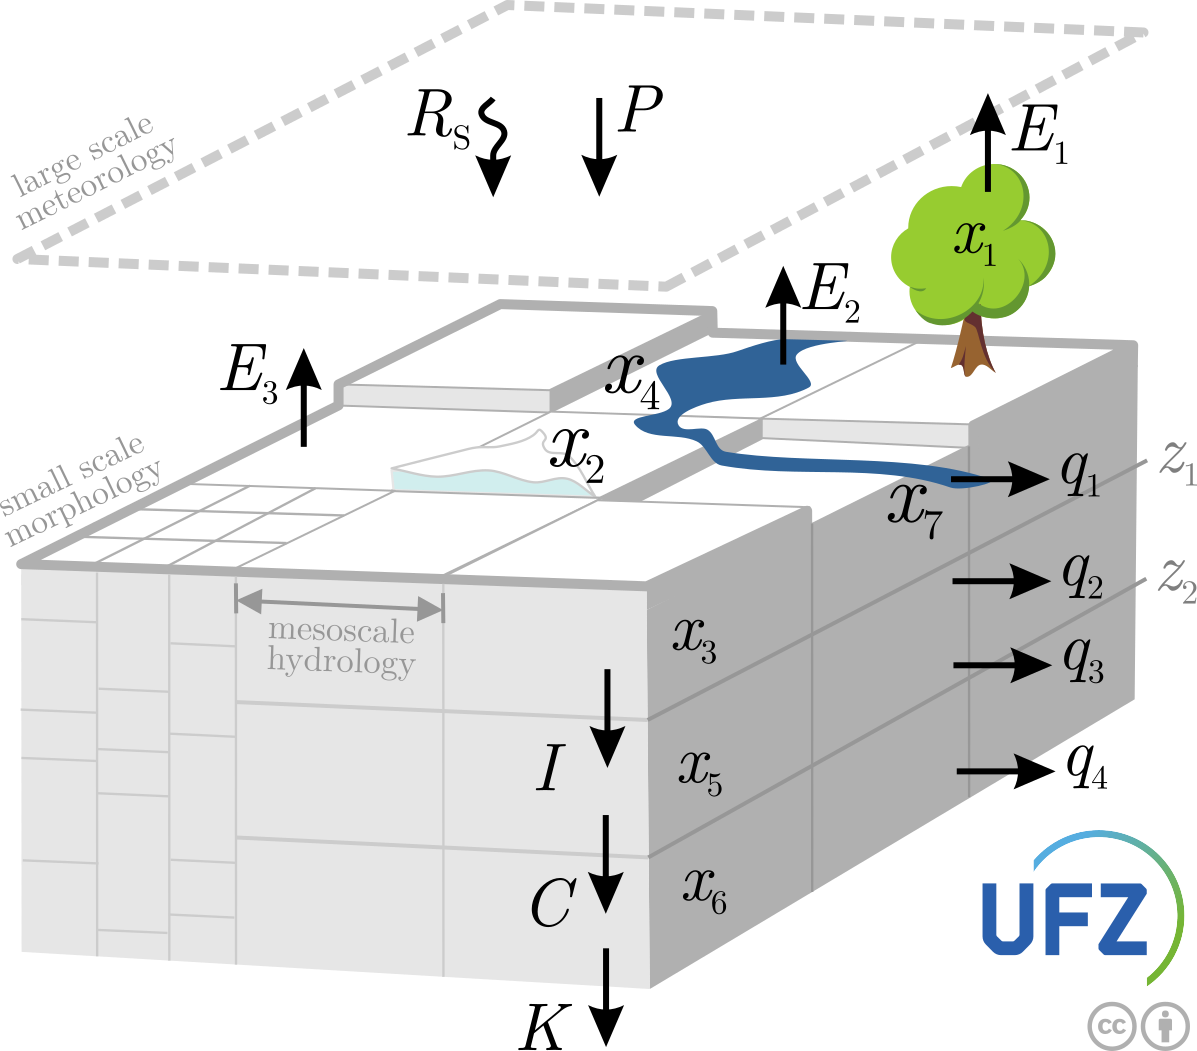 R_S
P
E_1
large scale
meteorology
x_1
E_2
E_3
x_4
x_2
small scale
morphology
z_1
q_1
x_7
q_2
z_2
mesoscale
hydrology
x_3
q_3
I
x_5
q_4
C
x_6
UFZ
K
cc